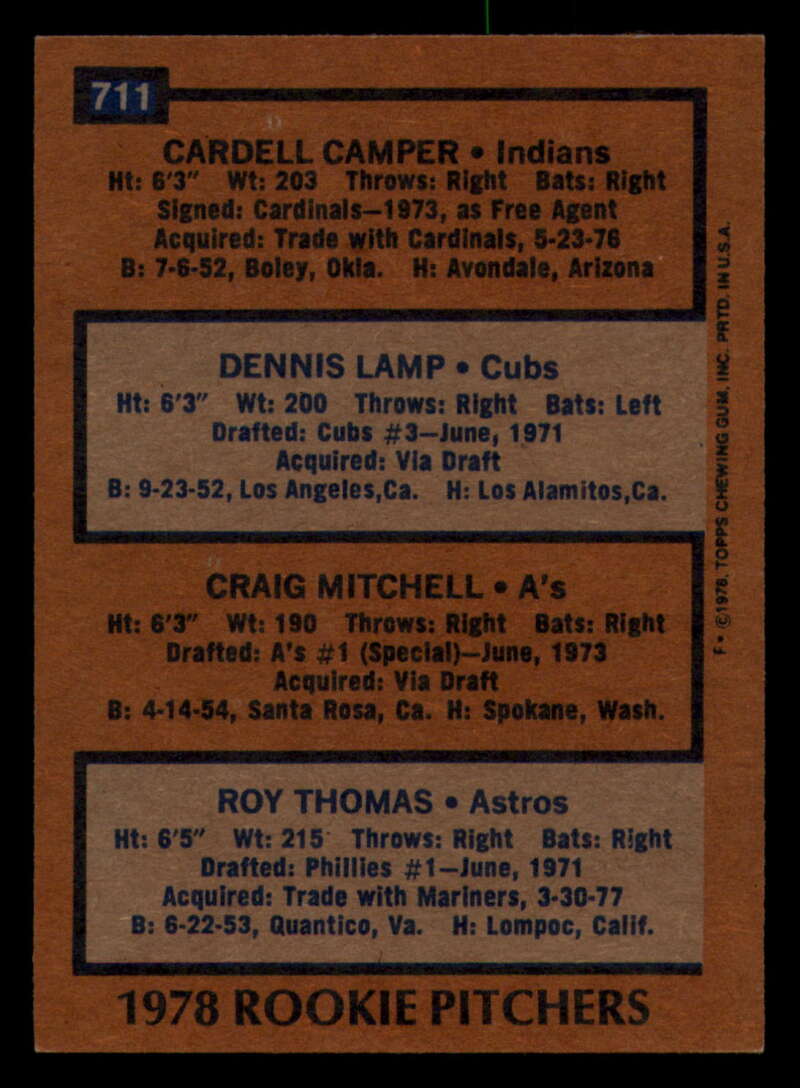 711
CARDELL CAMPER • Indians
Ht: 6'3" Wt: 203 Throws: Right Bats: Right
Signed: Cardinals—1973, as Free Agent
Acquired: Trade with Cardinals, 5-23-76
B: 7-6-52, Boley, Okla. H: Avondale, Arizona
DENNIS LAMP • Cubs
Ht: 6'3" Wt: 200 Throws: Right Bats: Left
Drafted: Cubs #3—June, 1971
Acquired: Via Draft
B: 9-23-52, Los Angeles,Ca. H: Los Alamitos,Ca.
CRAIG MITCHELL • A's
Ht: 6'3" Wt: 190 Throws: Right Bats: Right
Drafted: A's #1 (Special)—June, 1973
Acquired: Via Draft
B: 4-14-54, Santa Rosa, Ca. H: Spokane, Wash.
ROY THOMAS • Astros
Ht: 6'5" Wt: 215 Throws: Right Bats: Right
Drafted: Phillies #1—June, 1971
Acquired: Trade with Mariners, 3-30-77
B: 6-22-53, Quantico, Va. H: Lompoc, Calif.
1978 ROOKIE PITCHERS
F• ©1978. TOPPS CHEWING GUM, INC. PRTD. IN U.S.A.